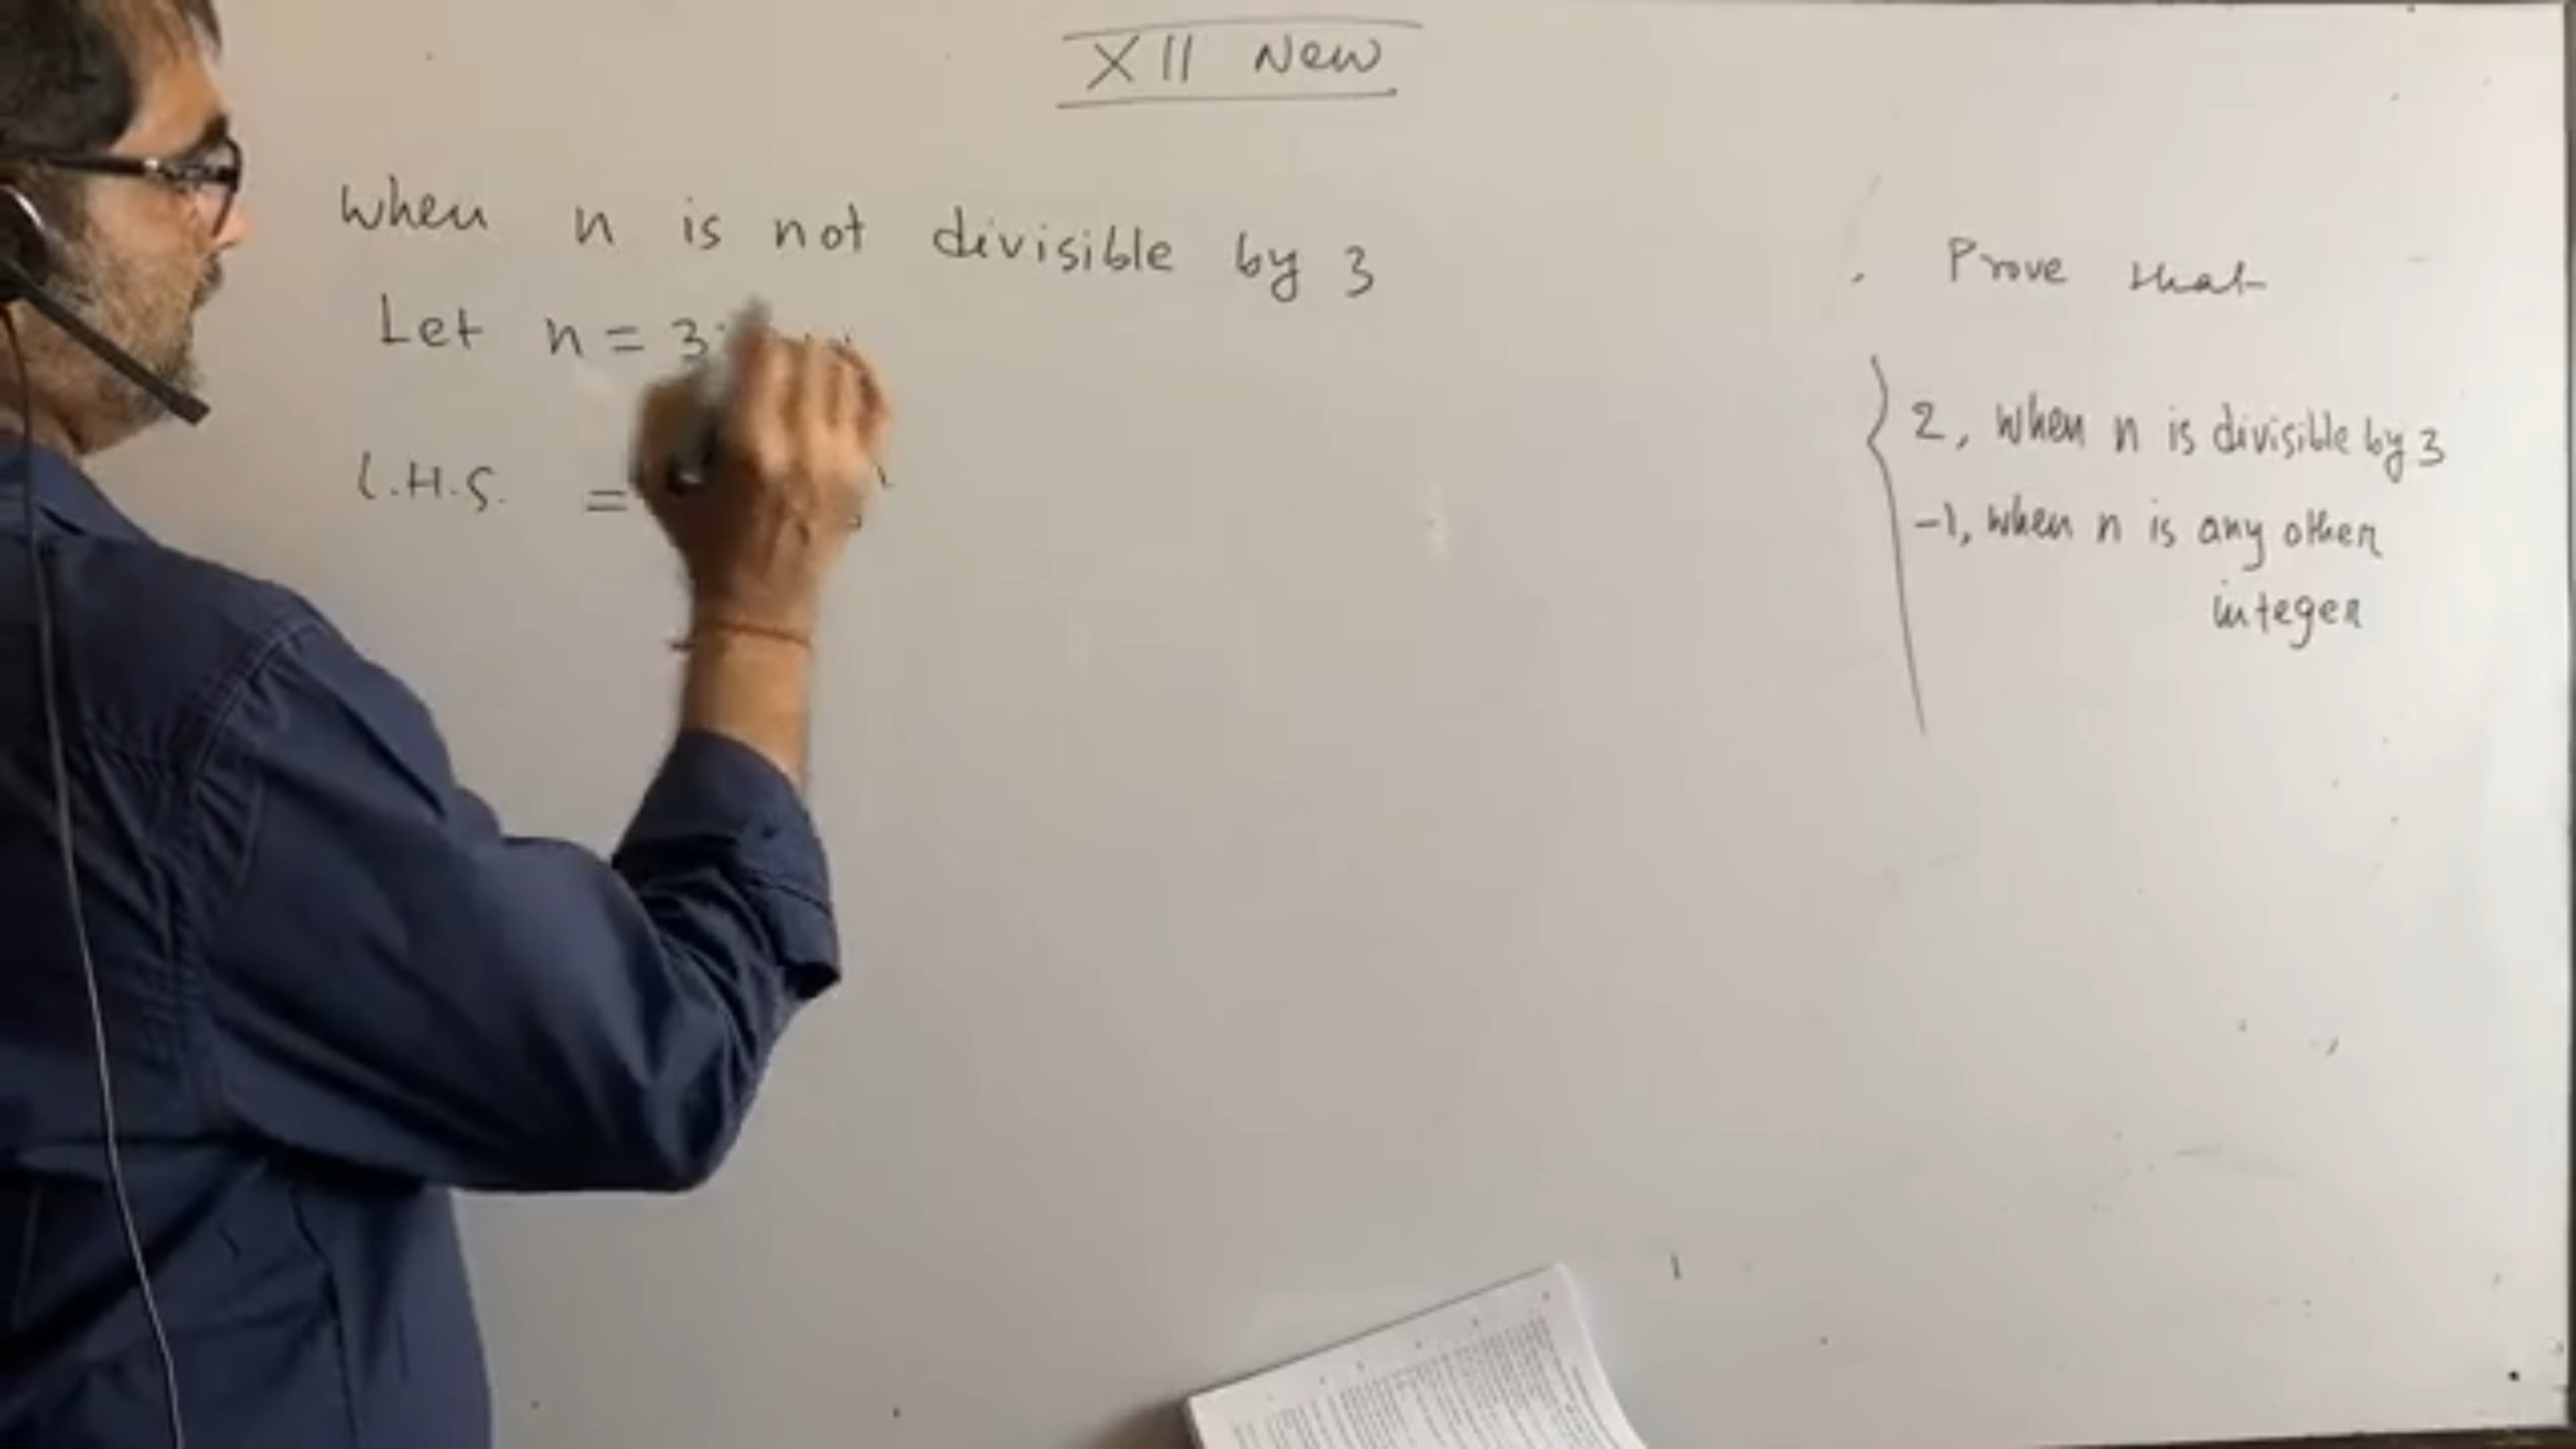 XII New
when n is not divisible by 3
Let n = 3
L.H.S. =
Prove that
2, when n is divisible by 3
-1, when n is any other
integer